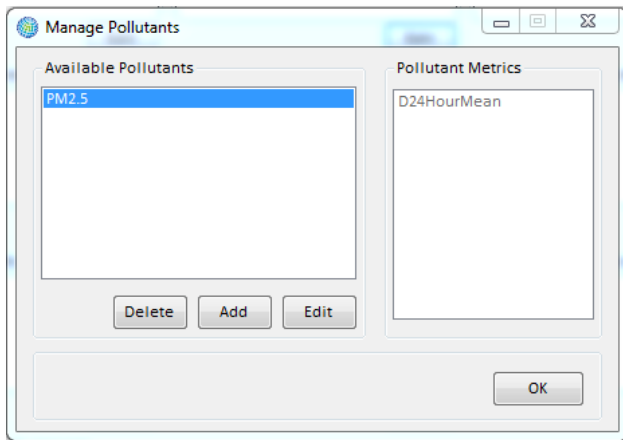 Manage Pollutants
Available Pollutants
PM2.5
Delete
Add
Edit
Pollutant Metrics
D24HourMean
OK